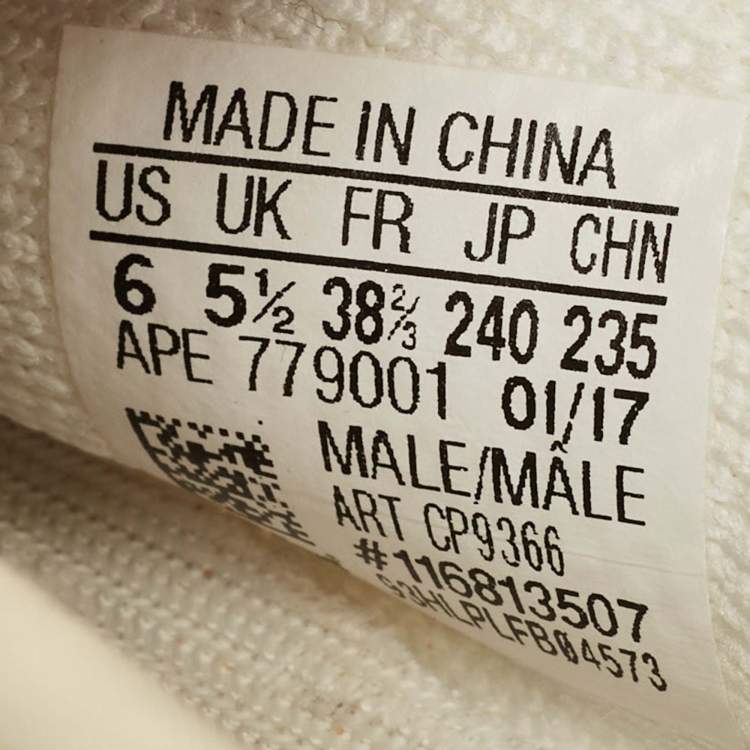 MADE IN CHINA
US UK FR JP CHN
6 5½ 38⅔ 240 235
APE 779001 01/17
MALE/MÂLE
ART CP9366
#116813507